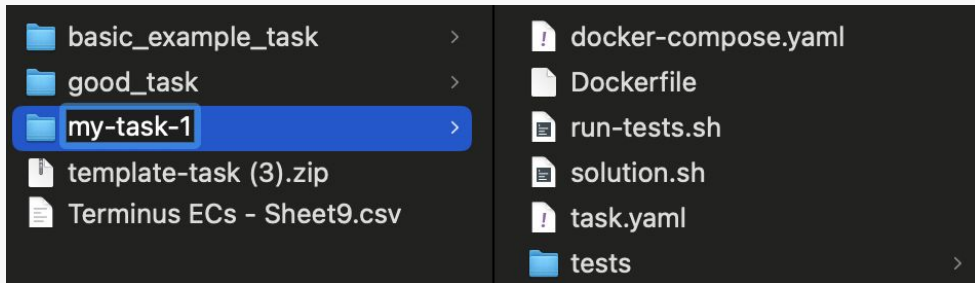 basic_example_task
good_task
my-task-1
template-task (3).zip
Terminus ECs - Sheet9.csv
docker-compose.yaml
Dockerfile
run-tests.sh
solution.sh
task.yaml
tests